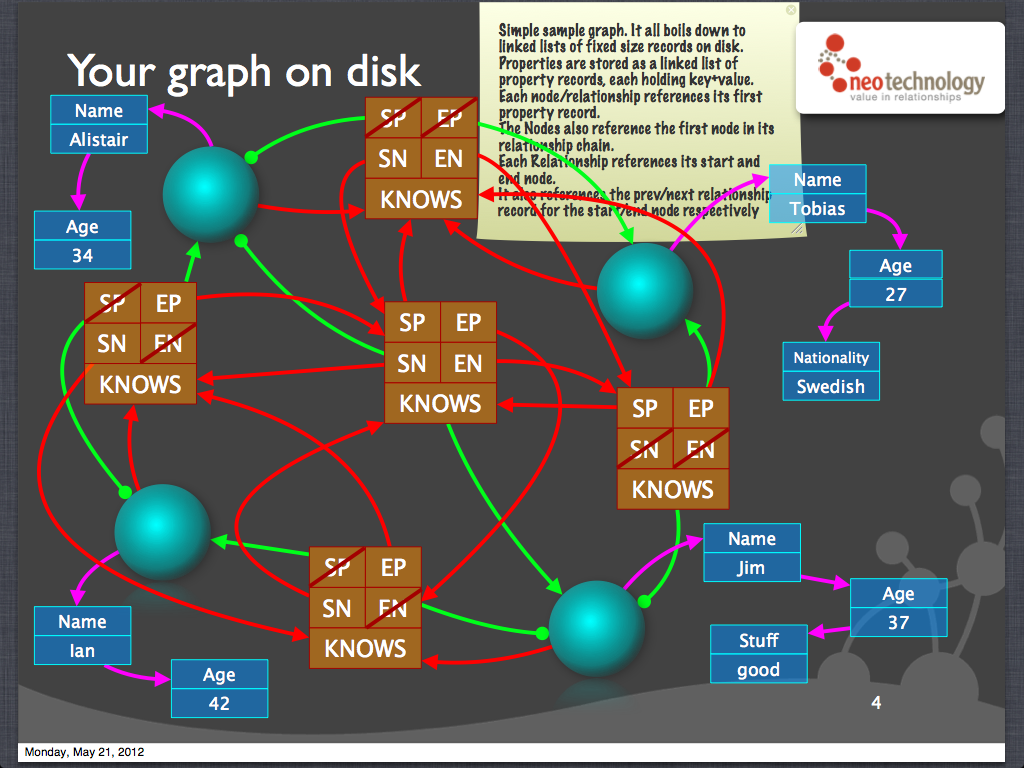 Your graph on disk
Simple sample graph. It all boils down to
linked lists of fixed size records on disk.
Properties are stored as a linked list of
property records, each holding key+value.
Each node/relationship references its first
property record.
The Nodes also reference the first node in its
relationship chain.
Each Relationship references its start and
end node.
It also references the prev/next relationship
record for the start/end node respectively
neotechnology
value in relationships
Name
Alistair
Age
34
SP EP
SN EN
KNOWS
Name
Tobias
Age
27
Nationality
Swedish
SP EP
SN EN
KNOWS
SP EP
SN EN
KNOWS
SP EP
SN EN
KNOWS
Name
Jim
Age
37
Stuff
good
SP EP
SN EN
KNOWS
Name
Ian
Age
42
4
Monday, May 21, 2012